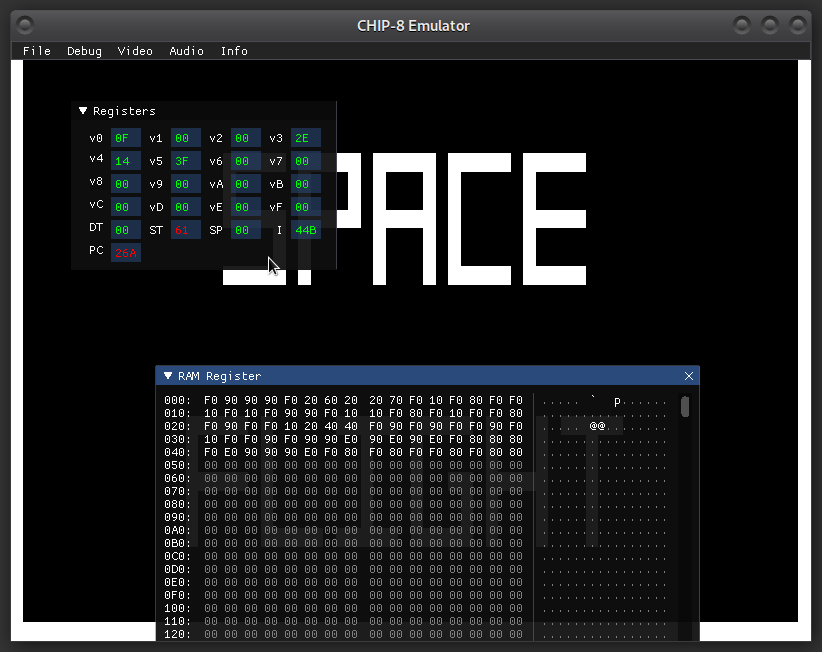 CHIP-8 Emulator
File Debug Video Audio Info
▼ Registers
v0 0F v1 00 v2 00 v3 2E
v4 14 v5 3F v6 00 v7 00
v8 00 v9 00 vA 00 vB 00
vC 00 vD 00 vE 00 vF 00
DT 00 ST 61 SP 00 I 44B
PC 26A
SPACE
▼ RAM Register
000: F0 90 90 90 F0 20 60 20 20 70 F0 10 F0 80 F0 F0 ..... `  p......
010: 10 F0 10 F0 90 90 F0 10 10 F0 80 F0 10 F0 F0 80 ................
020: F0 90 F0 F0 10 20 40 40 F0 90 F0 90 F0 F0 90 F0 ..... @@........
030: 10 F0 F0 90 F0 90 90 E0 90 E0 90 E0 F0 80 80 80 ................
040: F0 E0 90 90 90 E0 F0 80 F0 80 F0 F0 80 F0 80 80 ................
050: 00 00 00 00 00 00 00 00 00 00 00 00 00 00 00 00 ................
060: 00 00 00 00 00 00 00 00 00 00 00 00 00 00 00 00 ................
070: 00 00 00 00 00 00 00 00 00 00 00 00 00 00 00 00 ................
080: 00 00 00 00 00 00 00 00 00 00 00 00 00 00 00 00 ................
090: 00 00 00 00 00 00 00 00 00 00 00 00 00 00 00 00 ................
0A0: 00 00 00 00 00 00 00 00 00 00 00 00 00 00 00 00 ................
0B0: 00 00 00 00 00 00 00 00 00 00 00 00 00 00 00 00 ................
0C0: 00 00 00 00 00 00 00 00 00 00 00 00 00 00 00 00 ................
0D0: 00 00 00 00 00 00 00 00 00 00 00 00 00 00 00 00 ................
0E0: 00 00 00 00 00 00 00 00 00 00 00 00 00 00 00 00 ................
0F0: 00 00 00 00 00 00 00 00 00 00 00 00 00 00 00 00 ................
100: 00 00 00 00 00 00 00 00 00 00 00 00 00 00 00 00 ................
110: 00 00 00 00 00 00 00 00 00 00 00 00 00 00 00 00 ................
120: 00 00 00 00 00 00 00 00 00 00 00 00 00 00 00 00 ................